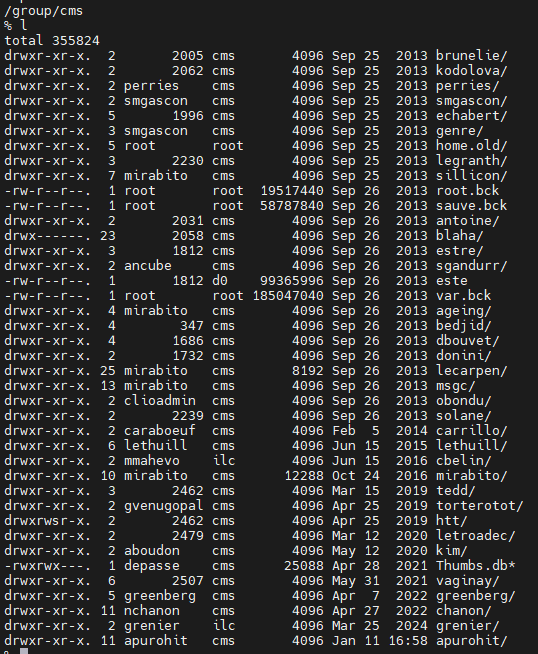 /group/cms
% l
total 355824
drwxr-xr-x.  2       2005 cms       4096 Sep 25  2013 brunelie/
drwxr-xr-x.  2       2062 cms       4096 Sep 25  2013 kodolova/
drwxr-xr-x.  2 perries    cms       4096 Sep 25  2013 perries/
drwxr-xr-x.  2 smgascon   cms       4096 Sep 25  2013 smgascon/
drwxr-xr-x.  5       1996 cms       4096 Sep 25  2013 echabert/
drwxr-xr-x.  3 smgascon   cms       4096 Sep 25  2013 genre/
drwxr-xr-x.  5 root       root      4096 Sep 25  2013 home.old/
drwxr-xr-x.  3       2230 cms       4096 Sep 25  2013 legranth/
drwxr-xr-x.  7 mirabito   cms       4096 Sep 25  2013 sillicon/
-rw-r--r--.  1 root       root  19517440 Sep 26  2013 root.bck
-rw-r--r--.  1 root       root  58787840 Sep 26  2013 sauve.bck
drwxr-xr-x.  2       2031 cms       4096 Sep 26  2013 antoine/
drwx------. 23       2058 cms       4096 Sep 26  2013 blaha/
drwxr-xr-x.  3       1812 cms       4096 Sep 26  2013 estre/
drwxr-xr-x.  2 ancube     cms       4096 Sep 26  2013 sgandurr/
-rw-r--r--.  1       1812 d0    99365996 Sep 26  2013 este
-rw-r--r--.  1 root       root 185047040 Sep 26  2013 var.bck
drwxr-xr-x.  4 mirabito   cms       4096 Sep 26  2013 ageing/
drwxr-xr-x.  4        347 cms       4096 Sep 26  2013 bedjid/
drwxr-xr-x.  4       1686 cms       4096 Sep 26  2013 dbouvet/
drwxr-xr-x.  2       1732 cms       4096 Sep 26  2013 donini/
drwxr-xr-x. 25 mirabito   cms       8192 Sep 26  2013 lecarpen/
drwxr-xr-x. 13 mirabito   cms       4096 Sep 26  2013 msgc/
drwxr-xr-x.  2 clioadmin  cms       4096 Sep 26  2013 obondu/
drwxr-xr-x.  2       2239 cms       4096 Sep 26  2013 solane/
drwxr-xr-x.  2 caraboeuf  cms       4096 Feb  5  2014 carrillo/
drwxr-xr-x.  6 lethuill   cms       4096 Jun 15  2015 lethuill/
drwxr-xr-x.  2 mmahevo    ilc       4096 Jun 15  2016 cbelin/
drwxr-xr-x. 10 mirabito   cms      12288 Oct 24  2016 mirabito/
drwxr-xr-x.  3       2462 cms       4096 Mar 15  2019 tedd/
drwxr-xr-x.  2 gvenugopal cms       4096 Apr 25  2019 torterotot/
drwxrwsr-x.  2       2462 cms       4096 Apr 25  2019 htt/
drwxr-xr-x.  2       2479 cms       4096 Mar 12  2020 letroadec/
drwxr-xr-x.  2 aboudon    cms       4096 May 12  2020 kim/
-rwxrwx---.  1 depasse    cms      25088 Apr 28  2021 Thumbs.db*
drwxr-xr-x.  6       2507 cms       4096 May 31  2021 vaginay/
drwxr-xr-x.  5 greenberg  cms       4096 Apr  7  2022 greenberg/
drwxr-xr-x. 11 nchanon    cms       4096 Apr 27  2022 chanon/
drwxr-xr-x.  2 grenier    ilc       4096 Mar 25  2024 grenier/
drwxr-xr-x. 11 apurohit   cms       4096 Jan 11 16:58 apurohit/
%